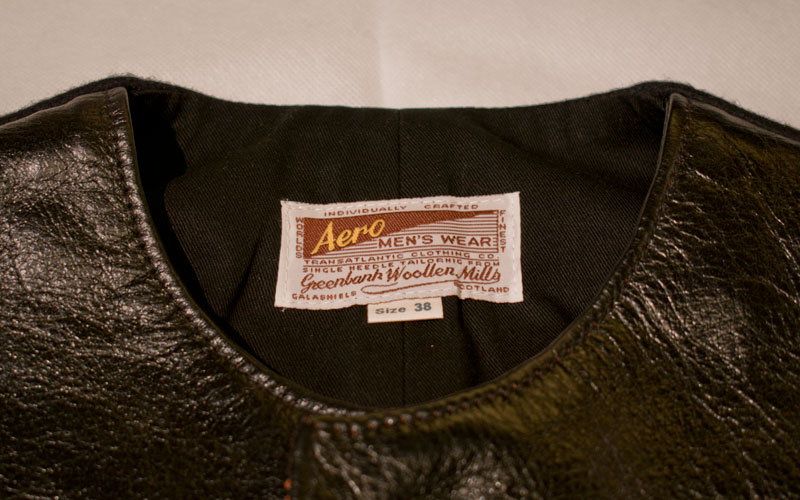 INDIVIDUALLY CRAFTED
WORLDS
Aero
FINEST
MEN'S WEAR
TRANSATLANTIC CLOTHING CO
SINGLE NEEDLE TAILORING FROM
Greenbank Woollen Mills
GALASHIELS SCOTLAND
Size 38